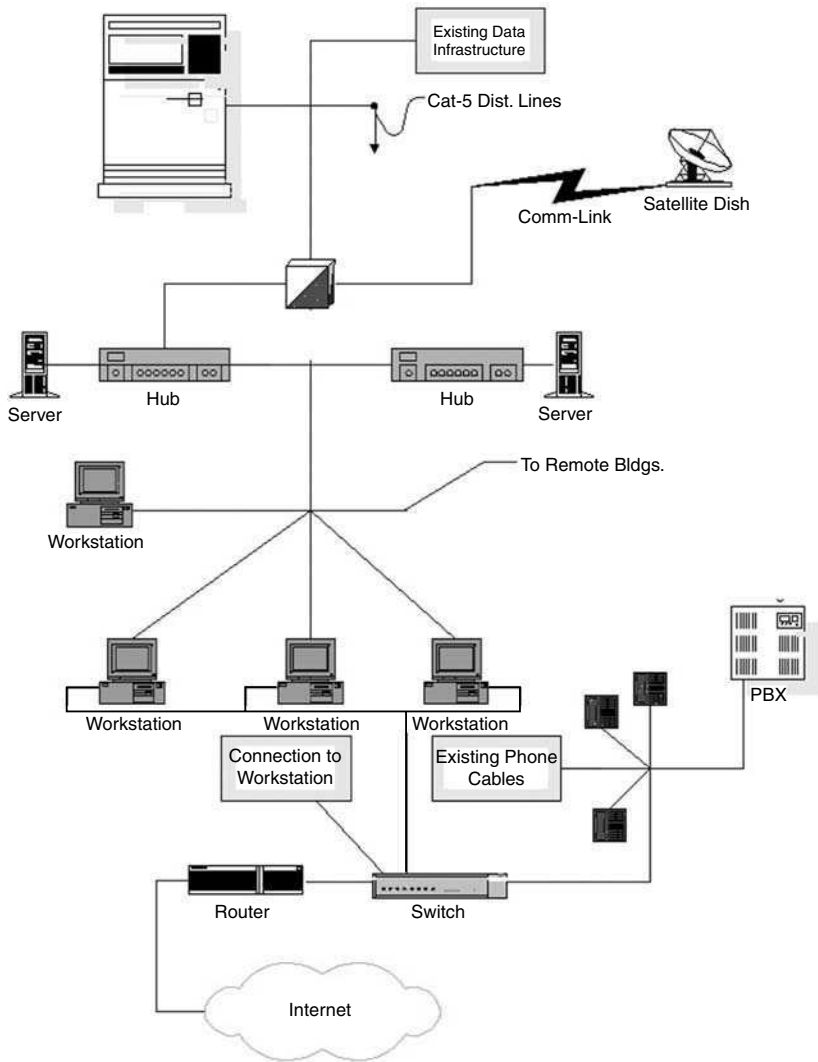 Existing Data
Infrastructure
Cat-5 Dist. Lines
Comm-Link
Satellite Dish
Server
Hub
Hub
Server
To Remote Bldgs.
Workstation
PBX
Workstation
Workstation
Workstation
Connection to
Workstation
Existing Phone
Cables
Router
Switch
Internet